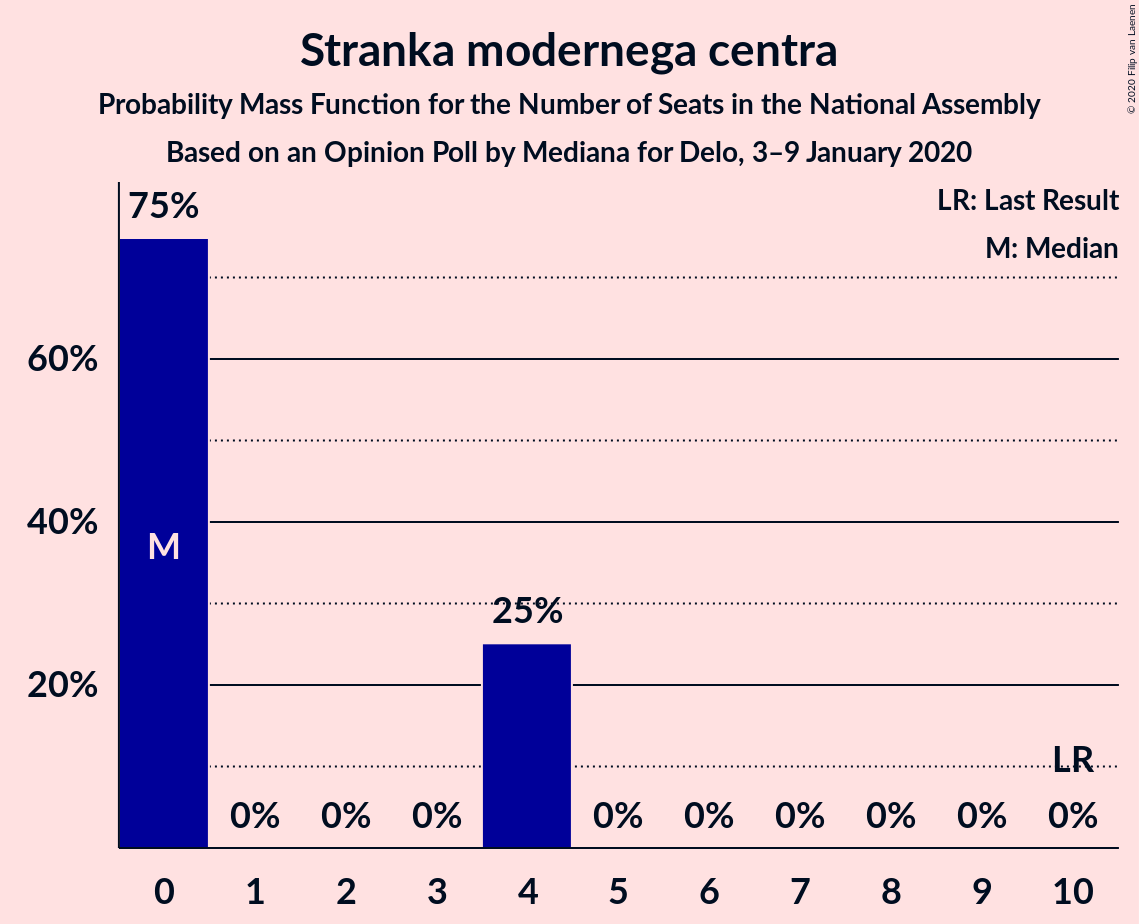 Stranka modernega centra
Probability Mass Function for the Number of Seats in the National Assembly
Based on an Opinion Poll by Mediana for Delo, 3–9 January 2020
© 2020 Filip van Laenen
LR: Last Result
M: Median
75%
60%
40%
20%
M
25%
LR
0% 0% 0% 0% 0% 0% 0% 0% 0%
0 1 2 3 4 5 6 7 8 9 10